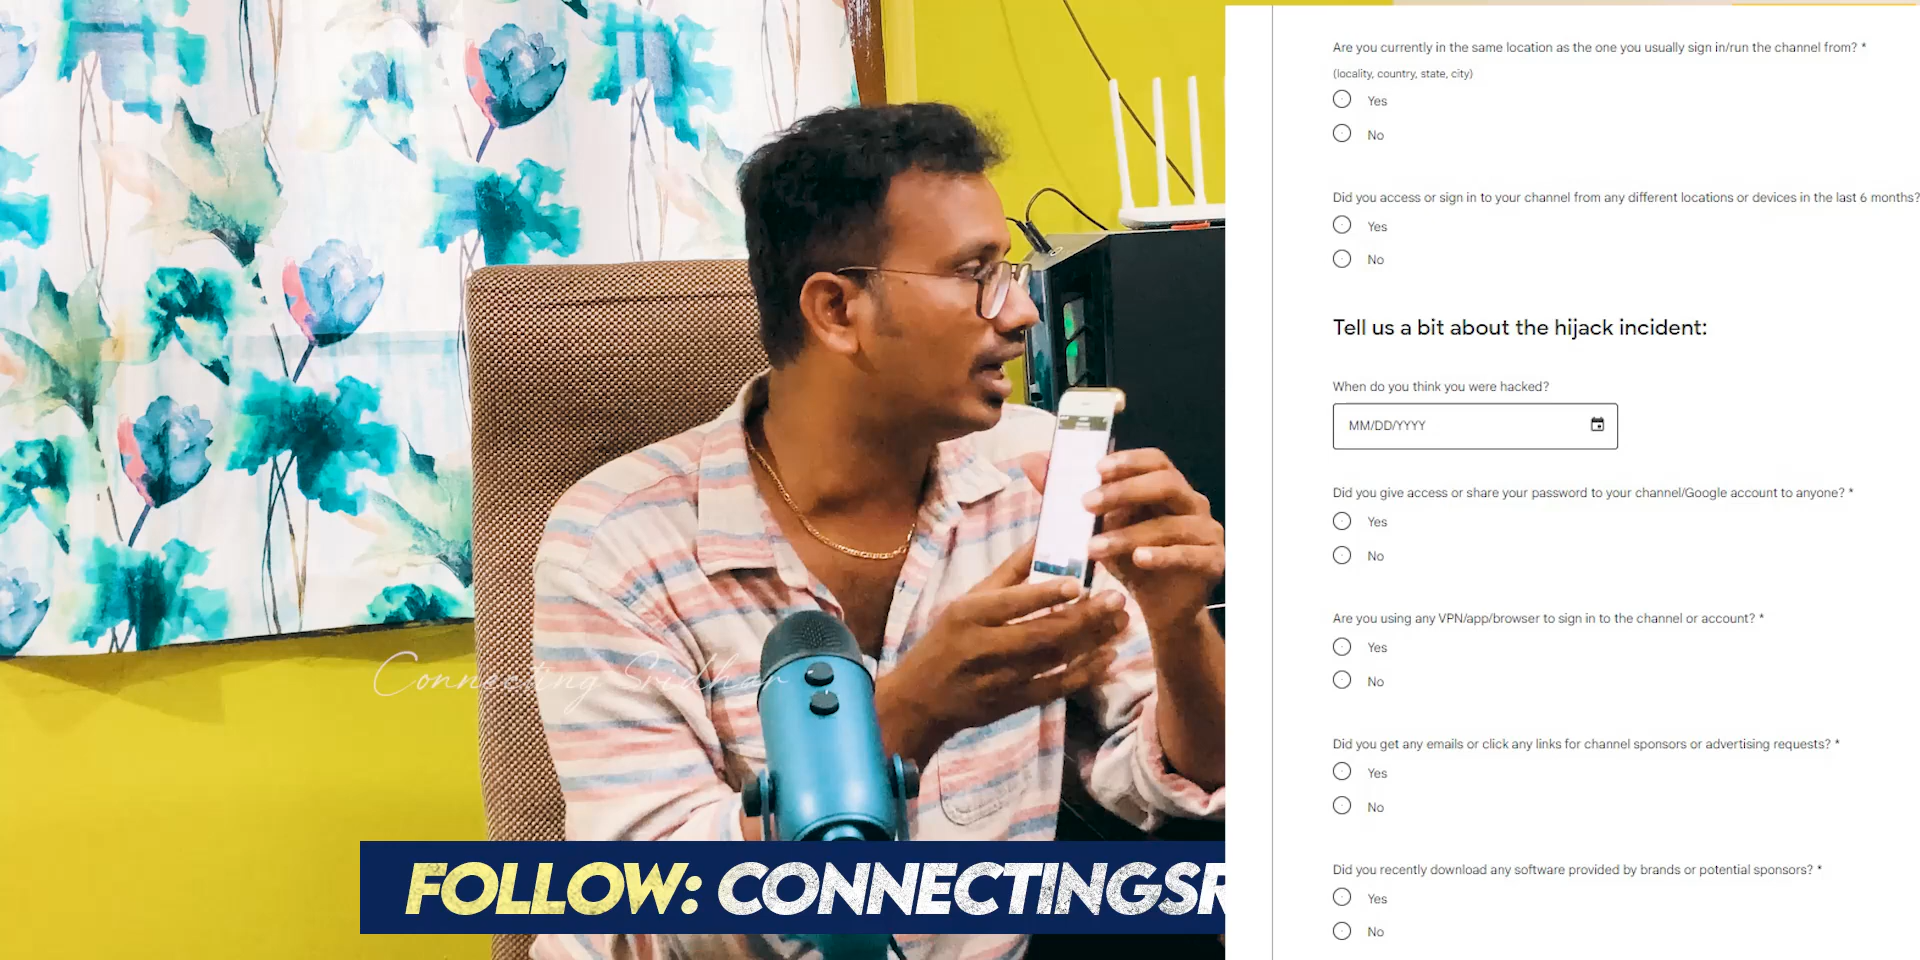 Connecting Sridhar
FOLLOW: CONNECTINGSR
Are you currently in the same location as the one you usually sign in/run the channel from? *
(locality, country, state, city)
Yes
No
Did you access or sign in to your channel from any different locations or devices in the last 6 months?
Yes
No
Tell us a bit about the hijack incident:
When do you think you were hacked?
MM/DD/YYYY
Did you give access or share your password to your channel/Google account to anyone? *
Yes
No
Are you using any VPN/app/browser to sign in to the channel or account? *
Yes
No
Did you get any emails or click any links for channel sponsors or advertising requests? *
Yes
No
Did you recently download any software provided by brands or potential sponsors? *
Yes
No